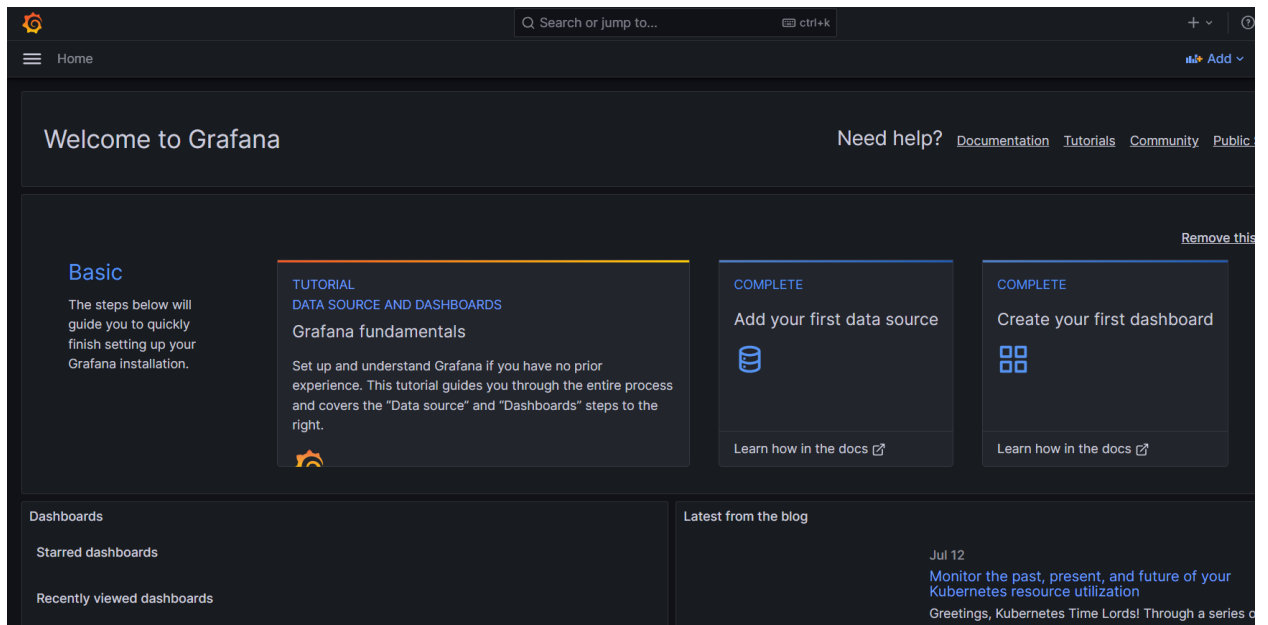 Search or jump to... ctrl+k
Home
Add
Welcome to Grafana
Need help? Documentation Tutorials Community Public
Remove this
Basic
The steps below will
guide you to quickly
finish setting up your
Grafana installation.
TUTORIAL
DATA SOURCE AND DASHBOARDS
Grafana fundamentals
Set up and understand Grafana if you have no prior
experience. This tutorial guides you through the entire process
and covers the “Data source” and “Dashboards” steps to the
right.
COMPLETE
Add your first data source
Learn how in the docs
COMPLETE
Create your first dashboard
Learn how in the docs
Dashboards
Starred dashboards
Recently viewed dashboards
Latest from the blog
Jul 12
Monitor the past, present, and future of your
Kubernetes resource utilization
Greetings, Kubernetes Time Lords! Through a series